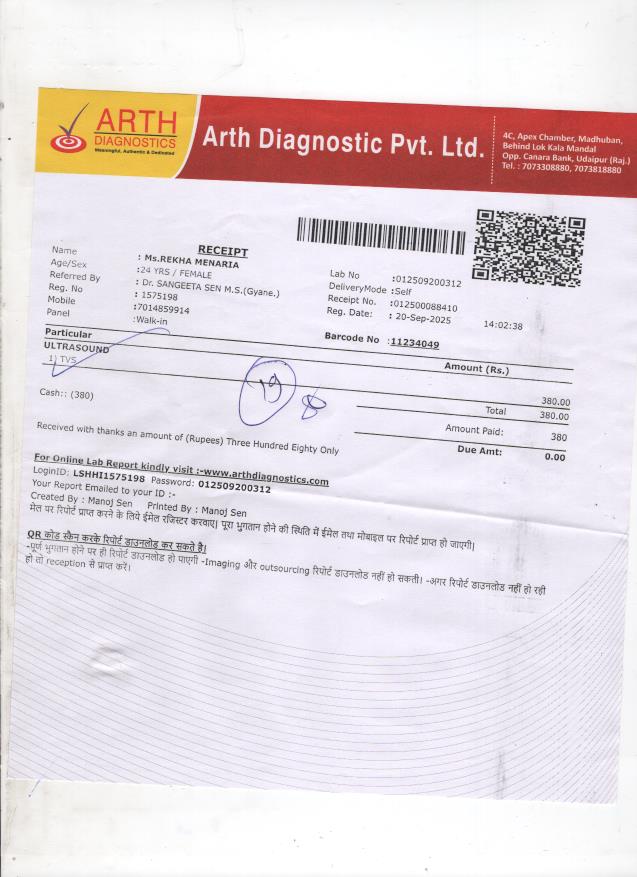 ARTH
DIAGNOSTICS
Meaningful, Authentic & Dedicated
Arth Diagnostic Pvt. Ltd.
4C, Apex Chamber, Madhuban,
Behind Lok Kala Mandal
Opp. Canara Bank, Udaipur (Raj.)
Tel. : 7073308880, 7073818880
RECEIPT
Name : Ms.REKHA MENARIA
Age/Sex :24 YRS / FEMALE
Referred By : Dr. SANGEETA SEN M.S.(Gyane.)
Reg. No : 1575198
Mobile :7014859914
Panel :Walk-in
Lab No :012509200312
DeliveryMode :Self
Receipt No. :012500088410
Reg. Date: : 20-Sep-2025 14:02:38
Barcode No :11234049
Particular Amount (Rs.)
ULTRASOUND
1) TVS 380.00
19 8
Total 380.00
Cash:: (380) Amount Paid: 380
Due Amt: 0.00
Received with thanks an amount of (Rupees) Three Hundred Eighty Only
For Online Lab Report kindly visit :-www.arthdiagnostics.com
LoginID: LSHHI1575198 Password: 012509200312
Your Report Emailed to your ID :-
Created By : Manoj Sen Printed By : Manoj Sen
मेल पर रिपोर्ट प्राप्त करने के लिये ईमेल रजिस्टर करवाए| पूरा भुगतान होने की स्थिति में ईमेल तथा मोबाइल पर रिपोर्ट प्राप्त हो जाएगी|
QR कोड स्कैन करके रिपोर्ट डाउनलोड कर सकते है|
-पूर्ण भुगतान होने पर ही रिपोर्ट डाउनलोड हो पाएगी -Imaging और outsourcing रिपोर्ट डाउनलोड नहीं हो सकती| -अगर रिपोर्ट डाउनलोड नहीं हो रही
हो तो reception से प्राप्त करें|